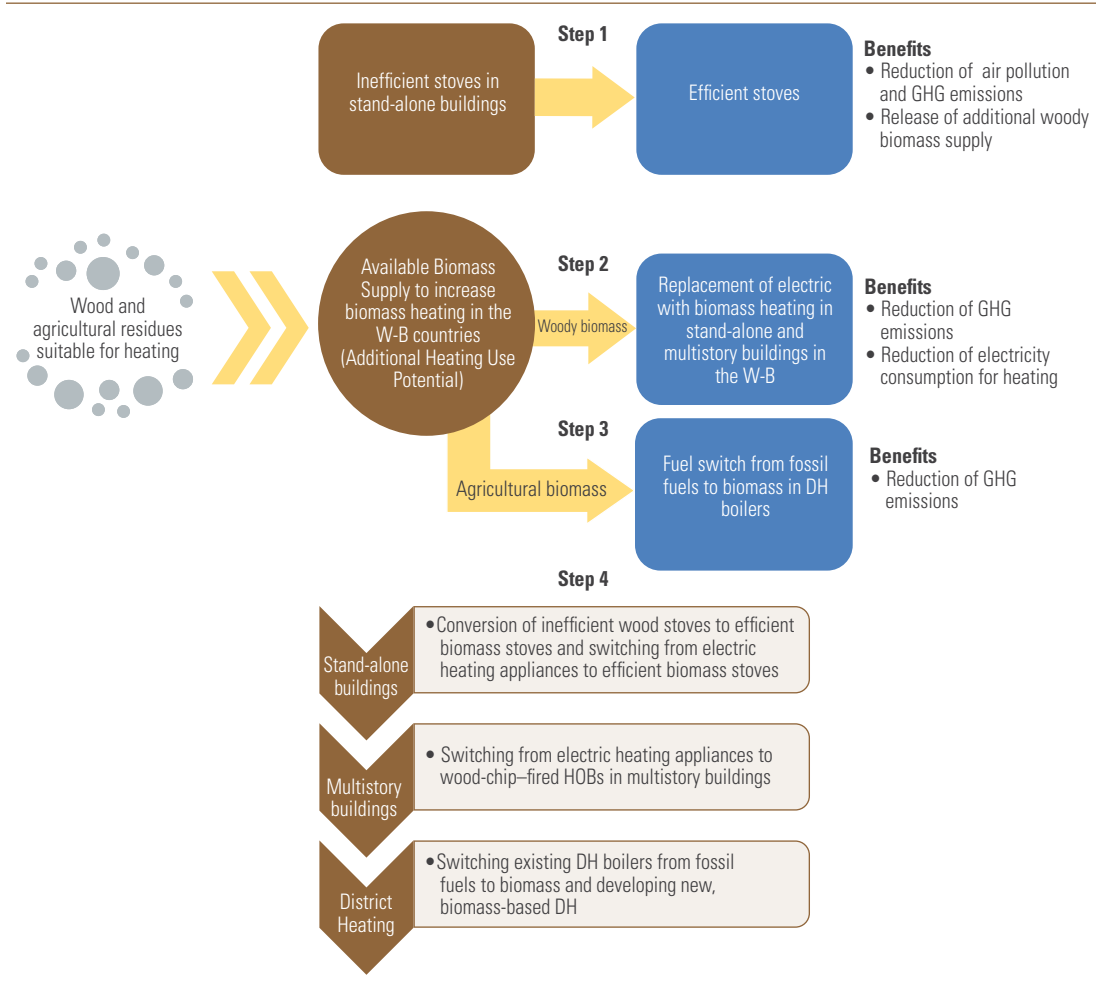 Step 1
Inefficient stoves in
stand-alone buildings
Efficient stoves
Benefits
• Reduction of air pollution
and GHG emissions
• Release of additional woody
biomass supply
Wood and
agricultural residues
suitable for heating
Available Biomass
Supply to increase
biomass heating in the
W-B countries
(Additional Heating Use
Potential)
Step 2
Woody biomass
Replacement of electric
with biomass heating in
stand-alone and
multistory buildings in
the W-B
Benefits
• Reduction of GHG
emissions
• Reduction of electricity
consumption for heating
Step 3
Agricultural biomass
Fuel switch from fossil
fuels to biomass in DH
boilers
Benefits
• Reduction of GHG
emissions
Step 4
Stand-alone
buildings
•Conversion of inefficient wood stoves to efficient
biomass stoves and switching from electric
heating appliances to efficient biomass stoves
Multistory
buildings
• Switching from electric heating appliances to
wood-chip–fired HOBs in multistory buildings
District
Heating
•Switching existing DH boilers from fossil
fuels to biomass and developing new,
biomass-based DH